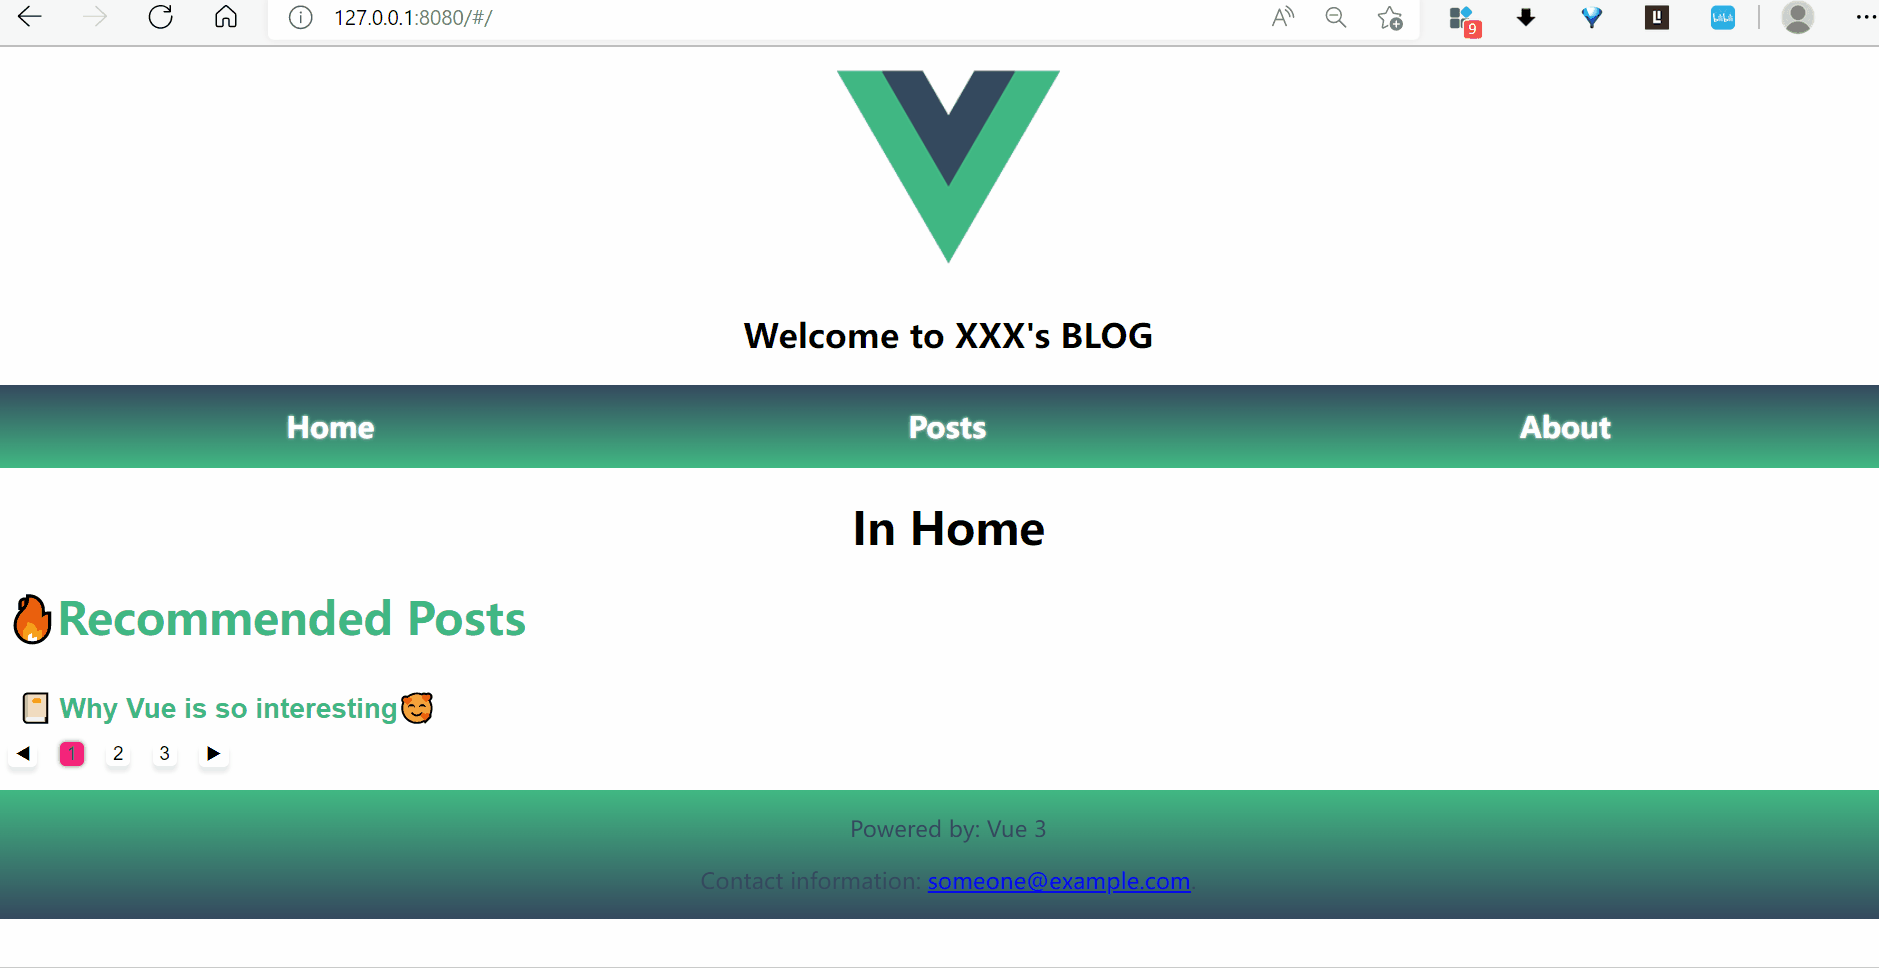 127.0.0.1:8080/#/
9
Welcome to XXX's BLOG
Home Posts About
In Home
🔥Recommended Posts
Why Vue is so interesting🥰
◀ 1 2 3 ▶
Powered by: Vue 3
Contact information: someone@example.com.